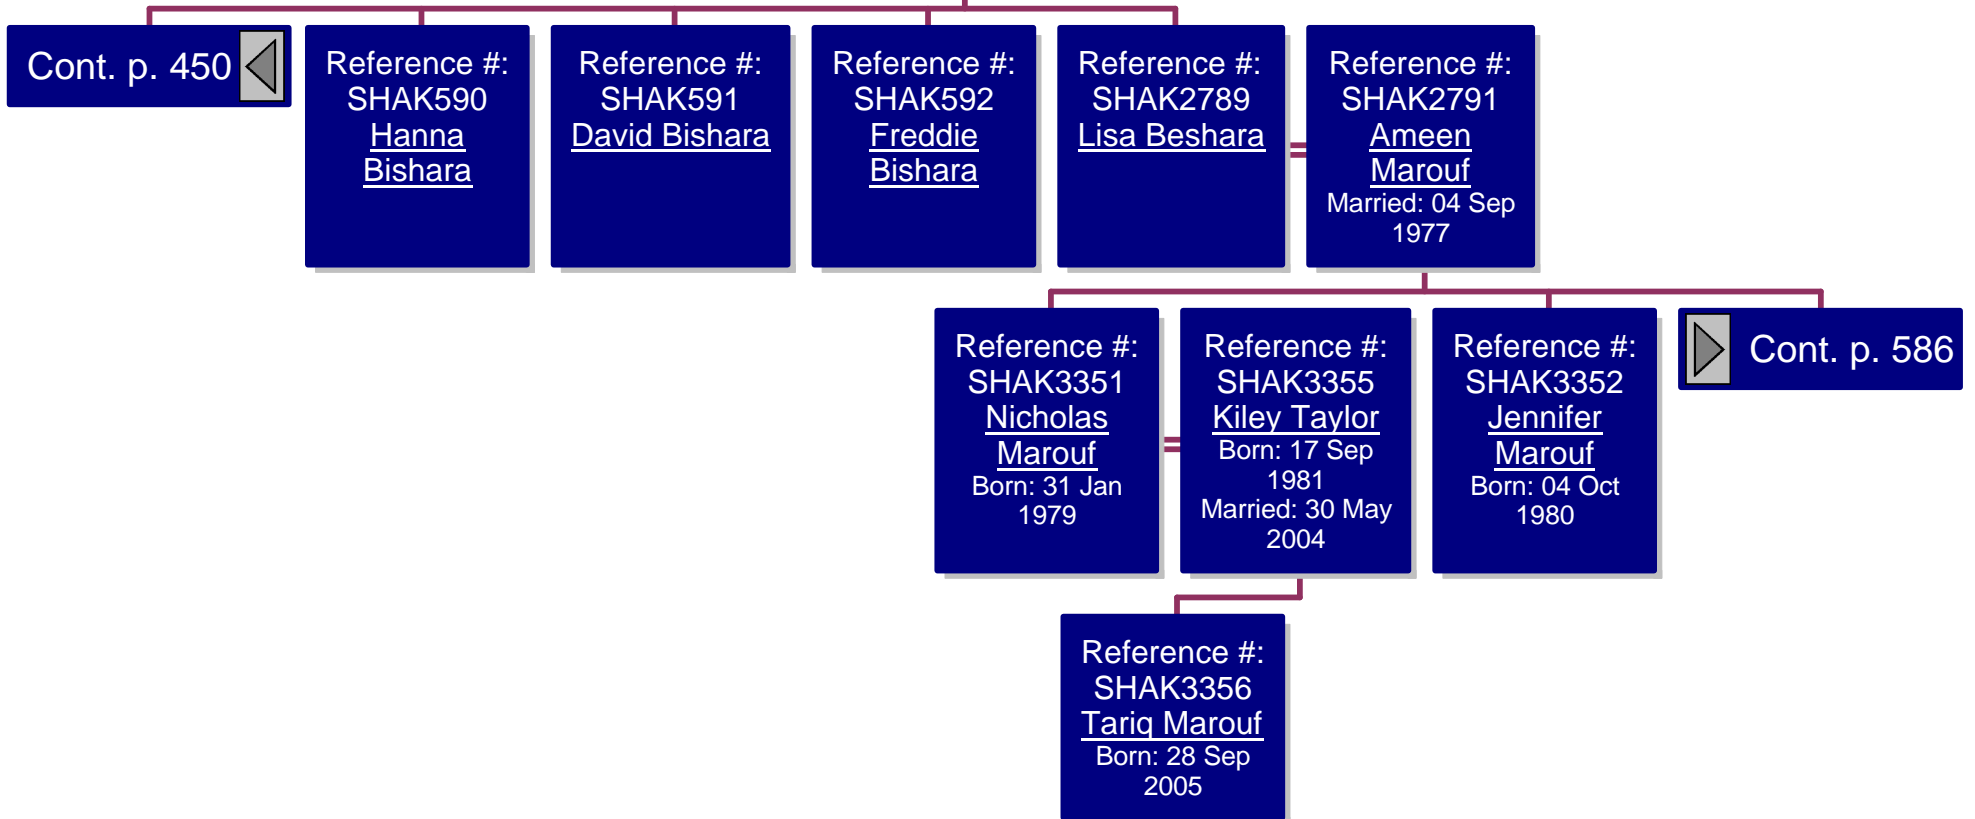 Cont. p. 450
Reference #:
SHAK590
Hanna
Bishara
Reference #:
SHAK591
David Bishara
Reference #:
SHAK592
Freddie
Bishara
Reference #:
SHAK2789
Lisa Beshara
Reference #:
SHAK2791
Ameen
Marouf
Married: 04 Sep
1977
Reference #:
SHAK3351
Nicholas
Marouf
Born: 31 Jan
1979
Reference #:
SHAK3355
Kiley Taylor
Born: 17 Sep
1981
Married: 30 May
2004
Reference #:
SHAK3352
Jennifer
Marouf
Born: 04 Oct
1980
Cont. p. 586
Reference #:
SHAK3356
Tariq Marouf
Born: 28 Sep
2005